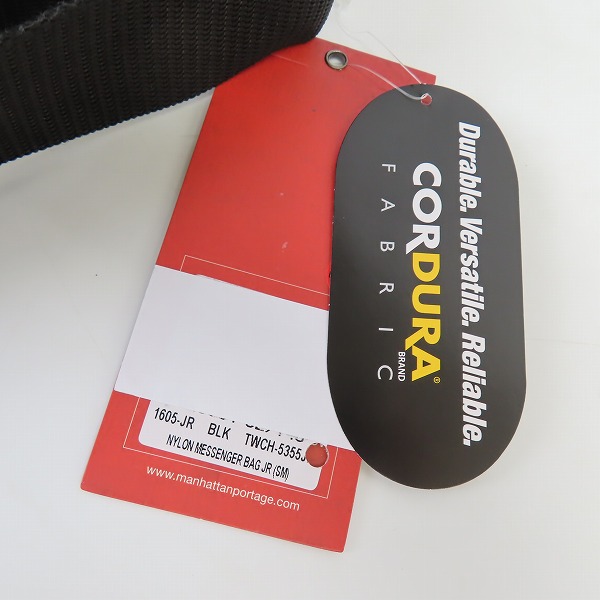 Durable. Versatile. Reliable.
CORDURA®
BRAND
FABRIC
1605-JR BLK TWCH-5355J
NYLON MESSENGER BAG JR (SM)
www.manhattanportage.com